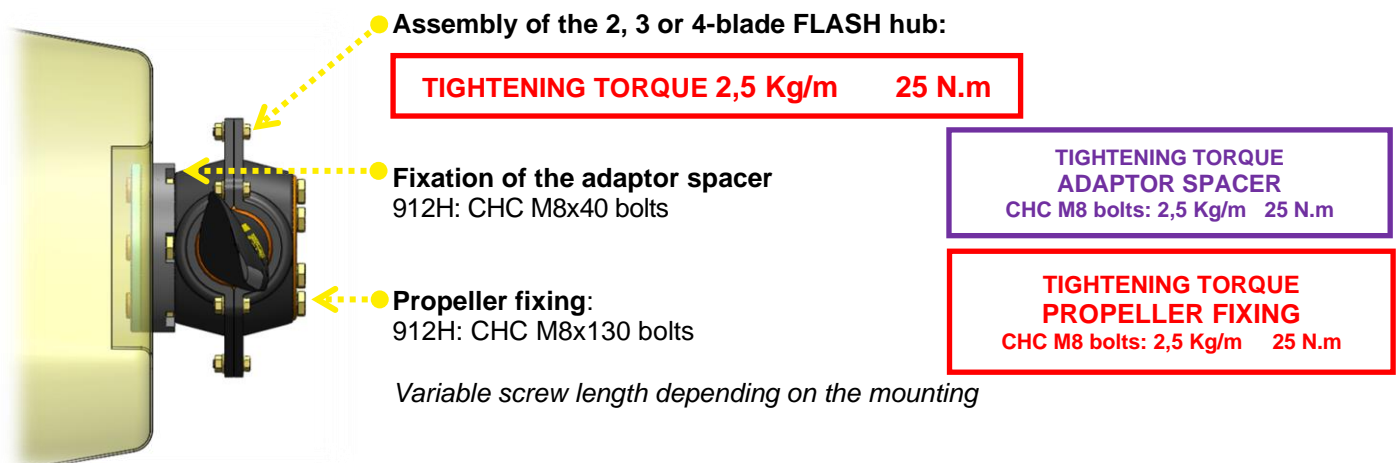 Assembly of the 2, 3 or 4-blade FLASH hub:
TIGHTENING TORQUE 2,5 Kg/m 25 N.m
Fixation of the adaptor spacer
912H: CHC M8x40 bolts
TIGHTENING TORQUE
ADAPTOR SPACER
CHC M8 bolts: 2,5 Kg/m 25 N.m
Propeller fixing:
912H: CHC M8x130 bolts
TIGHTENING TORQUE
PROPELLER FIXING
CHC M8 bolts: 2,5 Kg/m 25 N.m
Variable screw length depending on the mounting